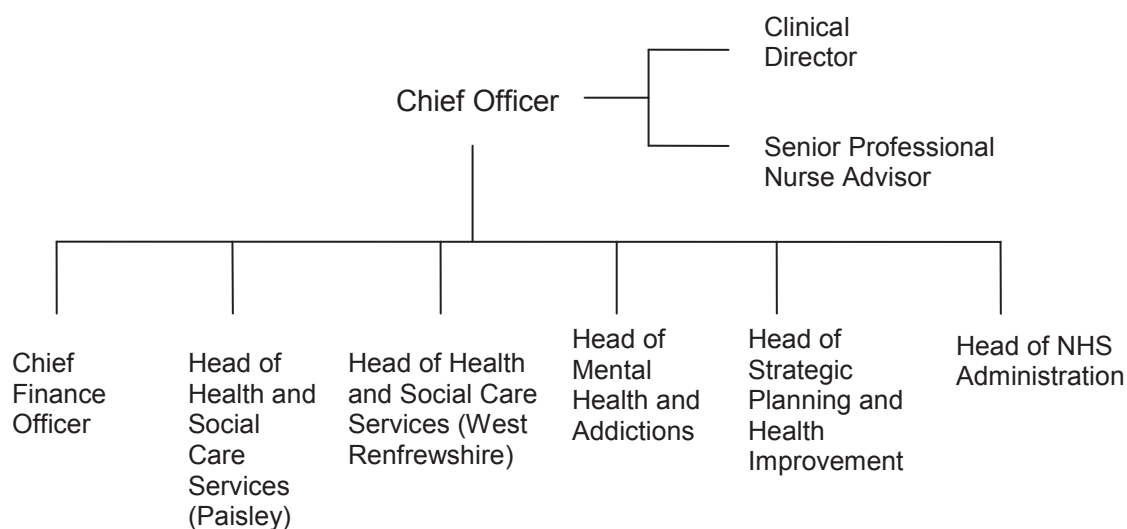 Clinical
Director
Chief Officer
Senior Professional
Nurse Advisor
Chief
Finance
Officer
Head of
Health and
Social
Care
Services
(Paisley)
Head of Health
and Social Care
Services (West
Renfrewshire)
Head of
Mental
Health and
Addictions
Head of
Strategic
Planning and
Health
Improvement
Head of NHS
Administration